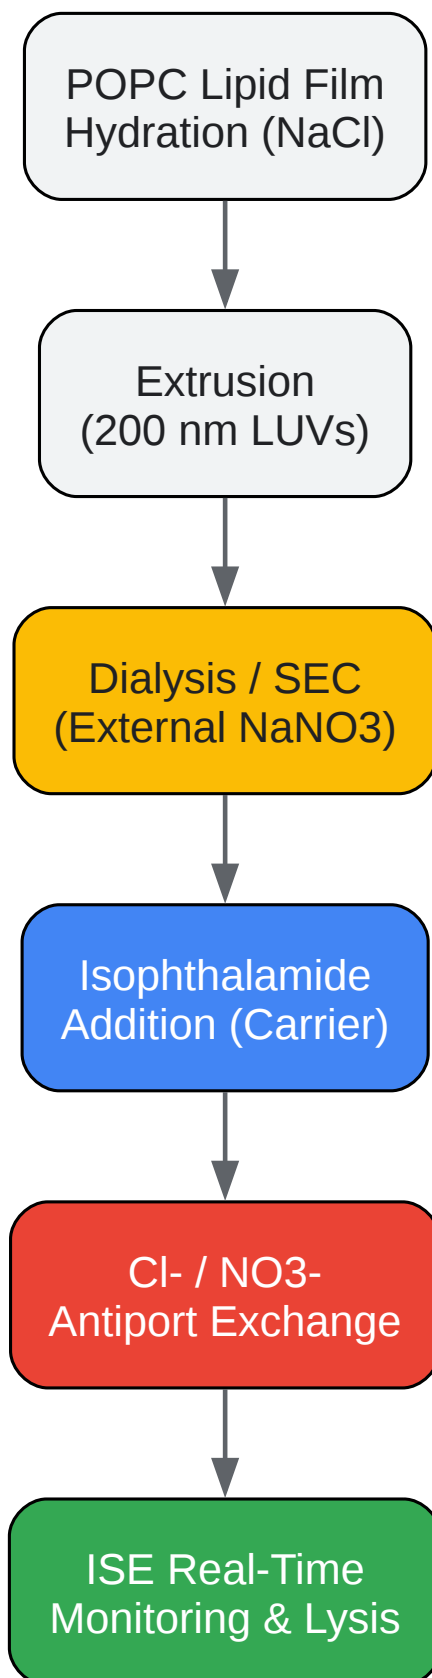 POPC Lipid Film
Hydration (NaCl)
Extrusion
(200 nm LUVs)
Dialysis / SEC
(External NaNO3)
Isophthalamide
Addition (Carrier)
Cl- / NO3-
Antiport Exchange
ISE Real-Time
Monitoring & Lysis